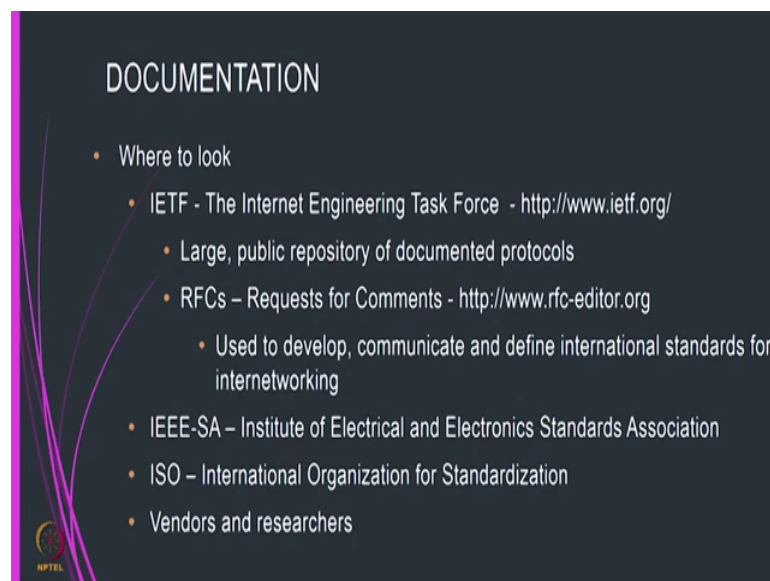 DOCUMENTATION
• Where to look
• IETF - The Internet Engineering Task Force - http://www.ietf.org/
• Large, public repository of documented protocols
• RFCs – Requests for Comments - http://www.rfc-editor.org
• Used to develop, communicate and define international standards for
internetworking
• IEEE-SA – Institute of Electrical and Electronics Standards Association
• ISO – International Organization for Standardization
• Vendors and researchers
NPTEL